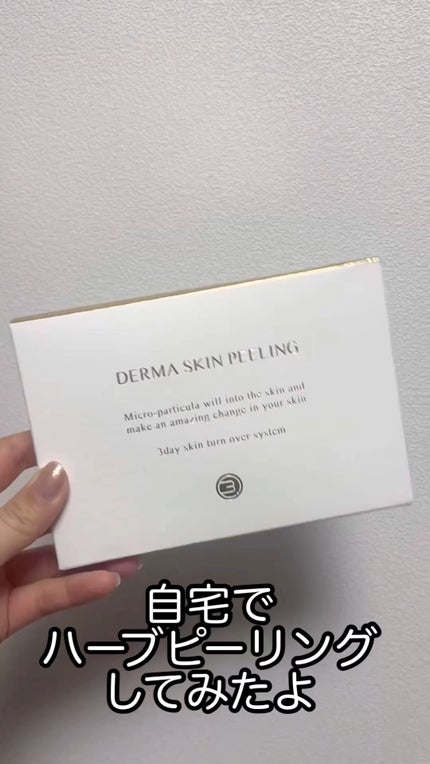 DERMA SKIN PEELING
Micro-particula will into the skin and
make an amazing change in your skin
3day skin turn over system
3
自宅で
ハーブピーリング
してみたよ